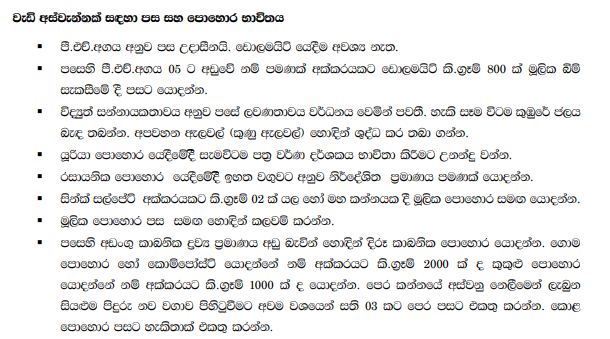 වැඩි අස්වැන්නක් සඳහා පස සහ පොහොර භාවිතය
▪ පී.එච්.අගය අනුව පස උදාසීනයි. ඩොලමයිට් යෙදීම අවශ්‍ය නැත.
▪ පසෙහි පී.එච්.අගය 05 ට අඩුවේ නම් පමණක් අක්කරයකට ඩොලමයිට් කි.ග්‍රෑම් 800 ක් මූලික බිම්
සැකසීමේ දී පසට යොදන්න.
▪ විද්‍යුත් සන්නායකතාවය අනුව පසේ ලවණතාවය වර්ධනය වෙමින් පවතී. හැකි සෑම විටම කුඹුරේ ජලය
බැඳ තබන්න. අපවහන ඇලවල් (කුණු ඇලවල්) හොඳින් ශුද්ධ කර තබා ගන්න.
▪ යූරියා පොහොර යෙදීමේදී සැමවිටම පත්‍ර වර්ණ දර්ශකය භාවිතා කිරීමට උනන්දු වන්න.
▪ රසායනික පොහොර යෙදීමේදී ඉහත වගුවට අනුව නිර්දේශිත ප්‍රමාණය පමණක් යොදන්න.
▪ සින්ක් සල්පේට් අක්කරයකට කි.ග්‍රෑම් 02 ක් යල හෝ මහ කන්නයක දී මූලික පොහොර සමඟ යොදන්න.
▪ මූලික පොහොර පස සමඟ හොඳින් කලවම් කරන්න.
▪ පසෙහි අඩංගු කාබනික ද්‍රව්‍ය ප්‍රමාණය අඩු බැවින් හොඳින් දිරූ කාබනික පොහොර යොදන්න. ගොම
පොහොර හෝ කොම්පෝස්ට් යොදන්නේ නම් අක්කරයට කි.ග්‍රෑම් 2000 ක් ද කුකුළු පොහොර
යොදන්නේ නම් අක්කරයට කි.ග්‍රෑම් 1000 ක් ද යොදන්න. පෙර කන්නයේ අස්වනු නෙලීමෙන් ලැබුන
සියළුම පිදුරු නව වගාව පිහිටුවීමට අවම වශයෙන් සති 03 කට පෙර පසට එකතු කරන්න. කොළ
පොහොර පසට හැකිතාක් එකතු කරන්න.